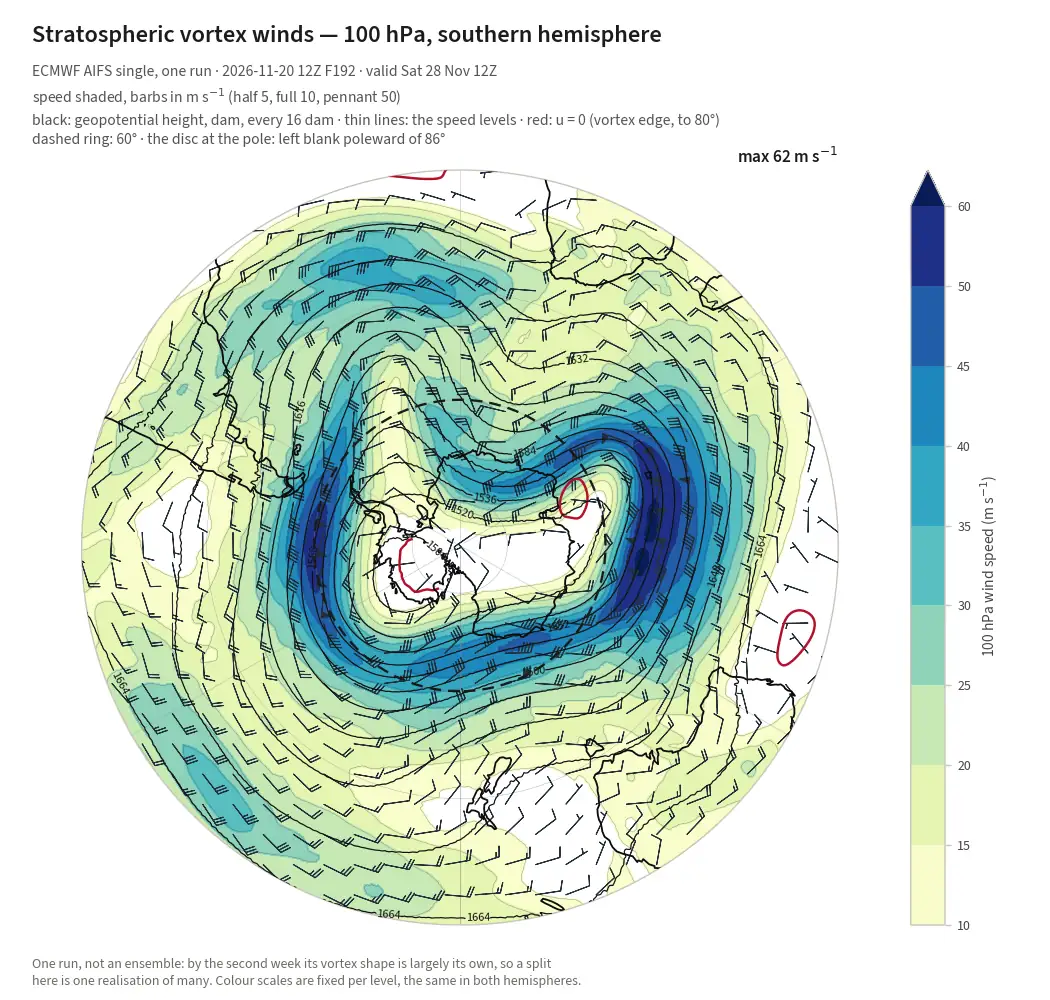 Stratospheric vortex winds — 100 hPa, southern hemisphere
ECMWF AIFS single, one run · 2026-11-20 12Z F192 · valid Sat 28 Nov 12Z
speed shaded, barbs in m s⁻¹ (half 5, full 10, pennant 50)
black: geopotential height, dam, every 16 dam · thin lines: the speed levels · red: u = 0 (vortex edge, to 80°)
dashed ring: 60° · the disc at the pole: left blank poleward of 86°
max 62 m s⁻¹
60
50
45
40
35
30
25
20
15
10
100 hPa wind speed (m s⁻¹)
1632
1616
1584
1536
1520
1664
1648
1664
1664
1664
One run, not an ensemble: by the second week its vortex shape is largely its own, so a split
here is one realisation of many. Colour scales are fixed per level, the same in both hemispheres.